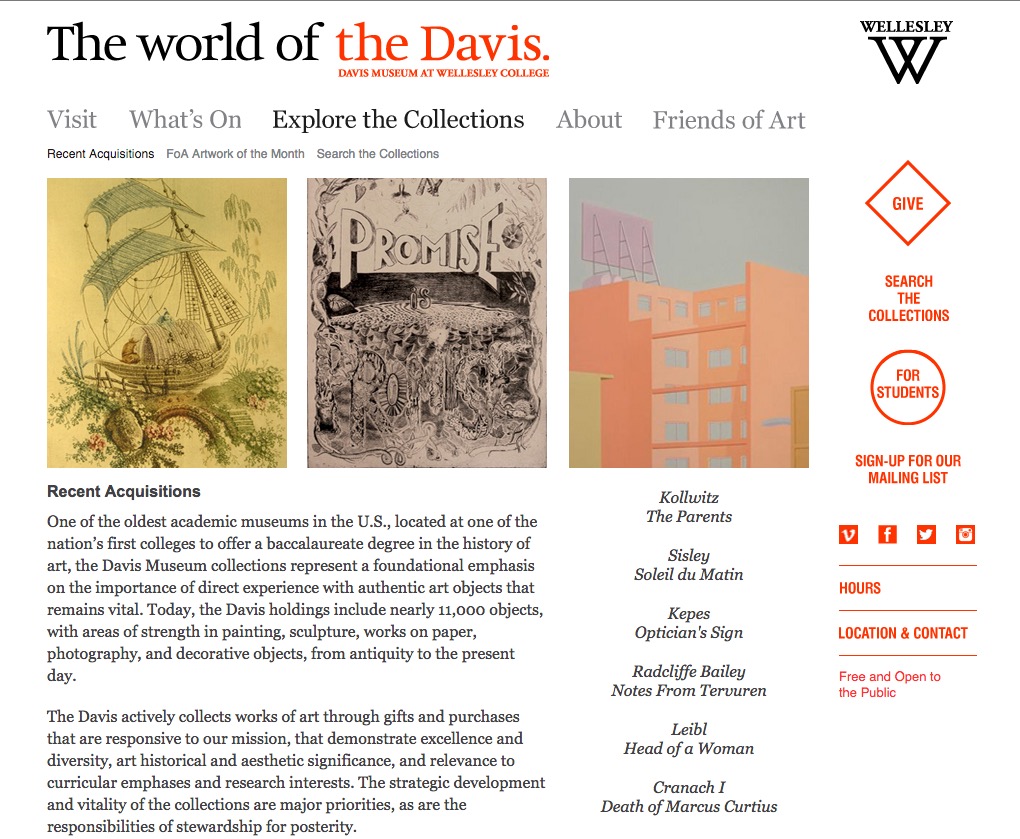 The world of the Davis.
DAVIS MUSEUM AT WELLESLEY COLLEGE
WELLESLEY
W
Visit What's On Explore the Collections About Friends of Art
Recent Acquisitions FoA Artwork of the Month Search the Collections
PROMISE
IS
AAA
Recent Acquisitions
One of the oldest academic museums in the U.S., located at one of the
nation's first colleges to offer a baccalaureate degree in the history of
art, the Davis Museum collections represent a foundational emphasis
on the importance of direct experience with authentic art objects that
remains vital. Today, the Davis holdings include nearly 11,000 objects,
with areas of strength in painting, sculpture, works on paper,
photography, and decorative objects, from antiquity to the present
day.
The Davis actively collects works of art through gifts and purchases
that are responsive to our mission, that demonstrate excellence and
diversity, art historical and aesthetic significance, and relevance to
curricular emphases and research interests. The strategic development
and vitality of the collections are major priorities, as are the
responsibilities of stewardship for posterity.
Kollwitz
The Parents
Sisley
Soleil du Matin
Kepes
Optician's Sign
Radcliffe Bailey
Notes From Tervuren
Leibl
Head of a Woman
Cranach I
Death of Marcus Curtius
GIVE
SEARCH
THE
COLLECTIONS
FOR
STUDENTS
SIGN-UP FOR OUR
MAILING LIST
HOURS
LOCATION & CONTACT
Free and Open to
the Public